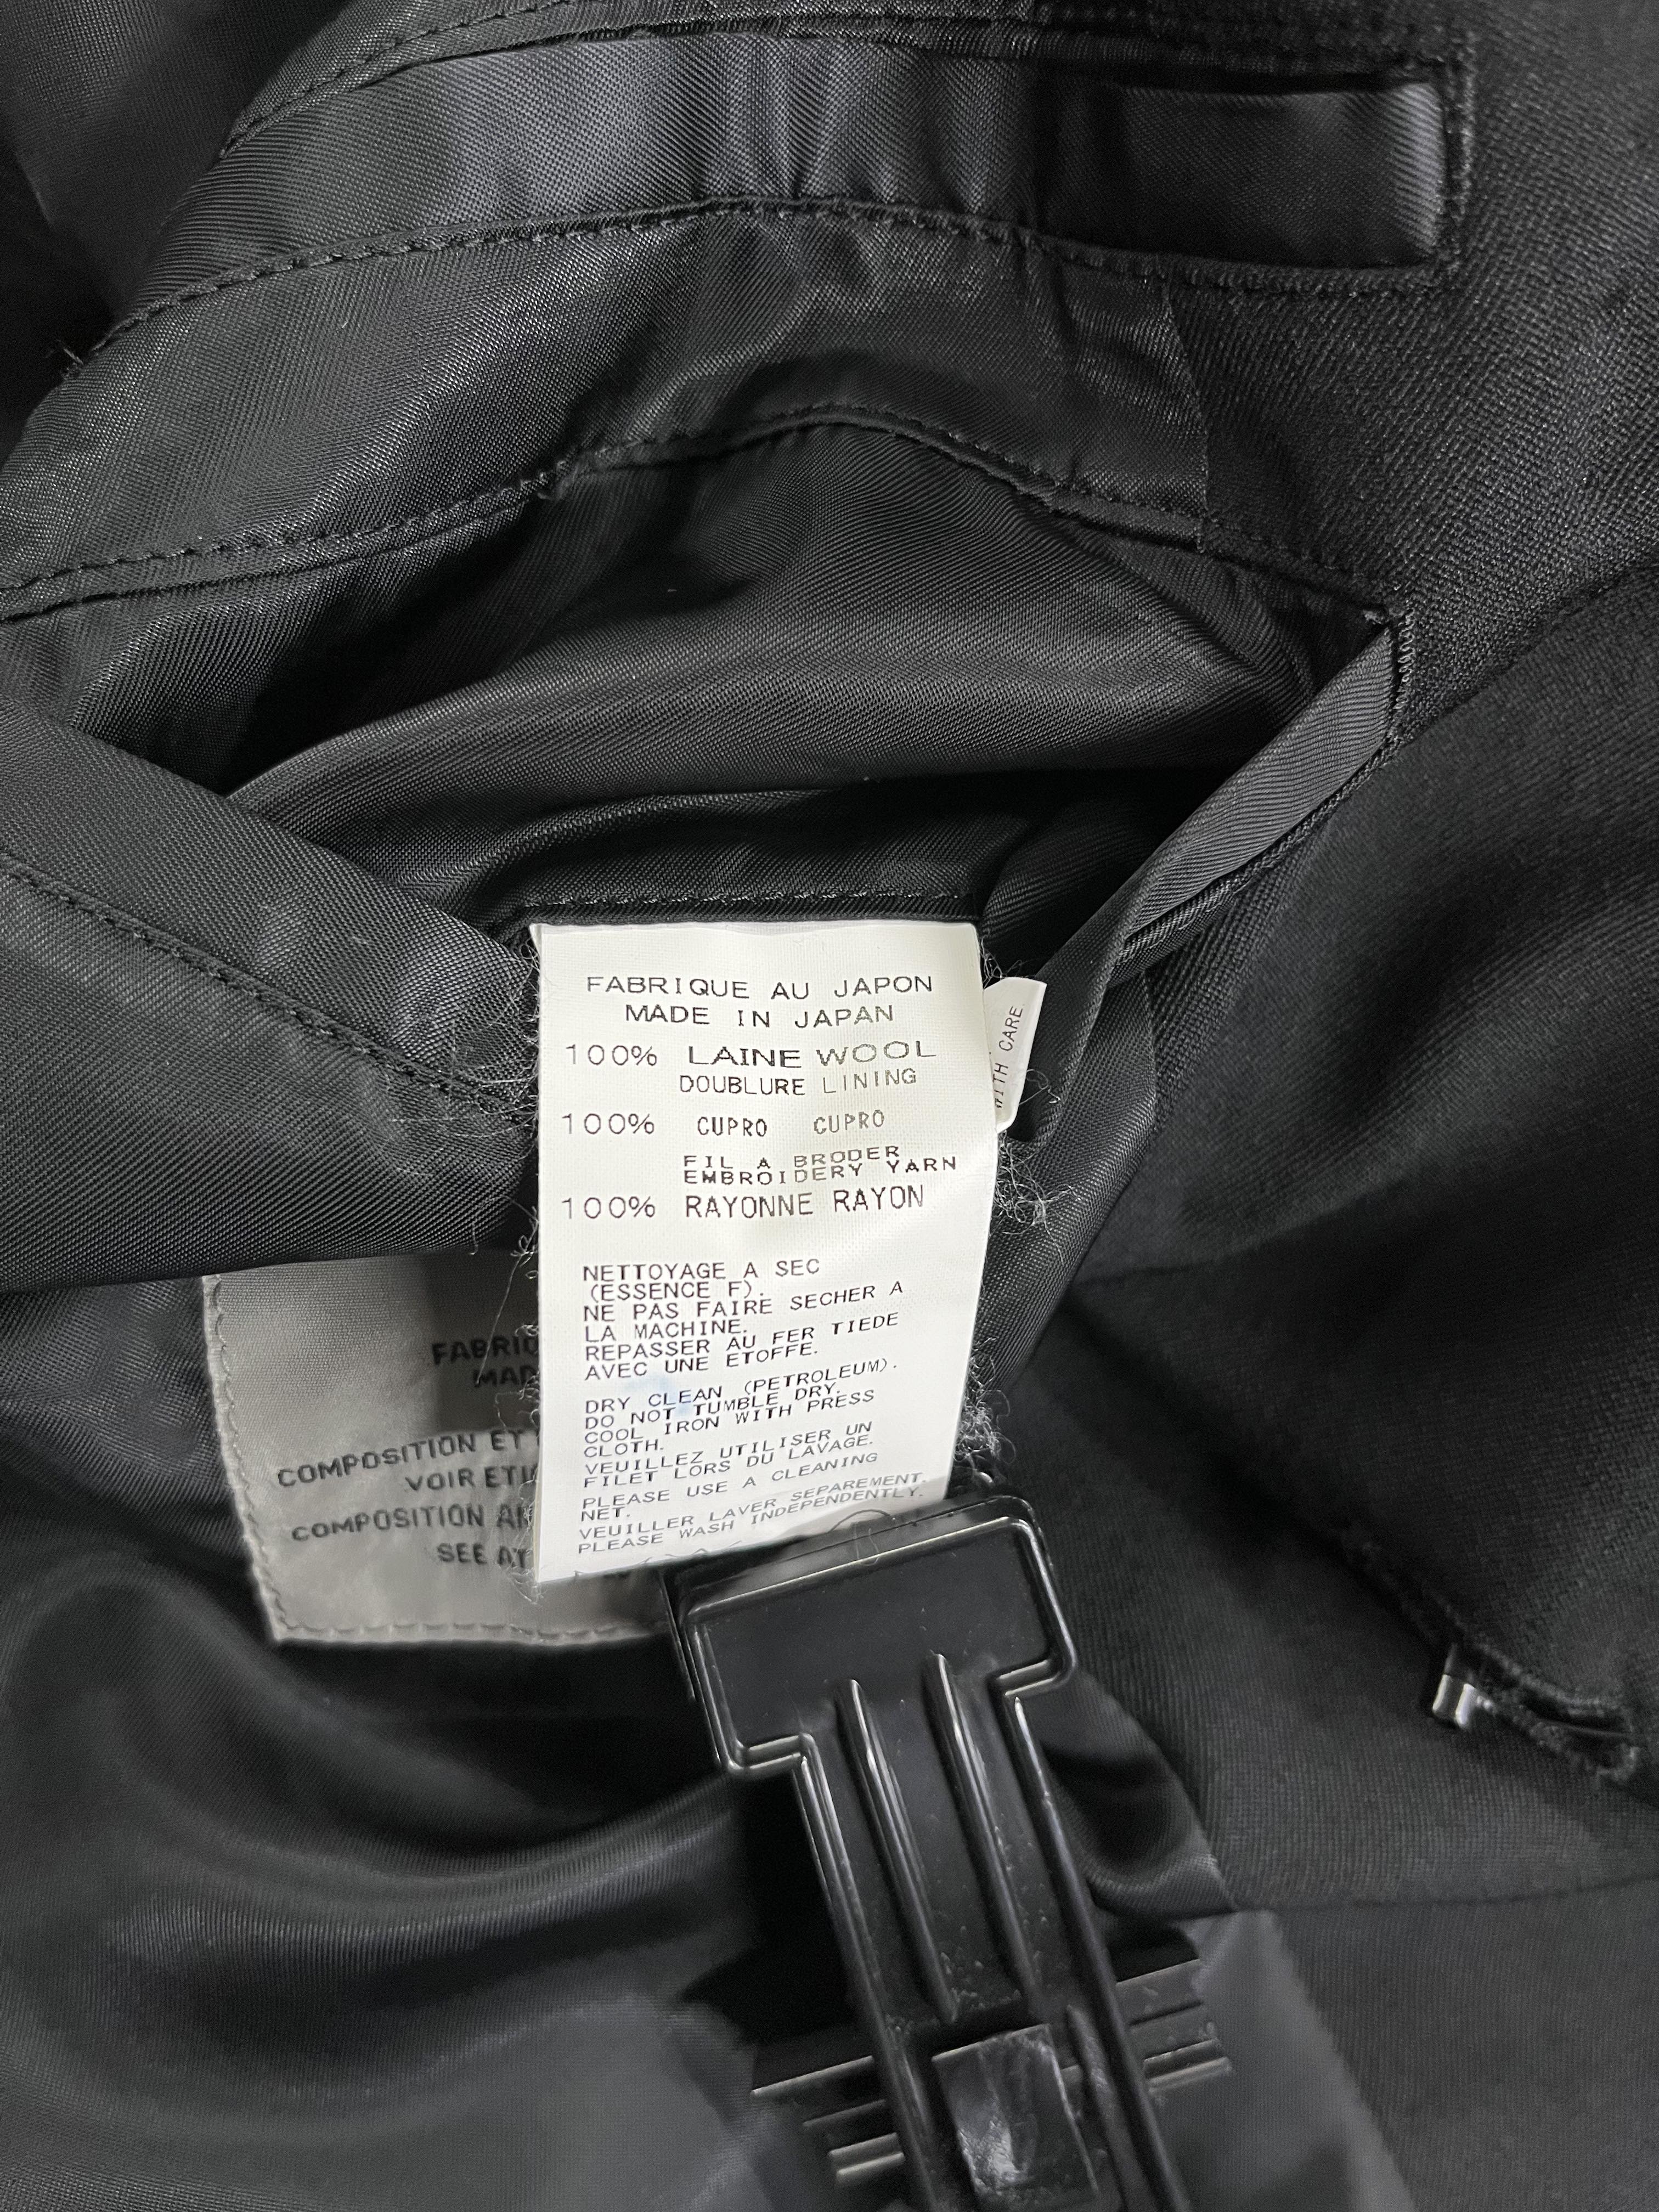 FABRIQUE AU JAPON
MADE IN JAPAN
100% LAINE WOOL
DOUBLURE LINING
100% CUPRO CUPRO
FIL A BRODER
EMBROIDERY YARN
100% RAYONNE RAYON
NETTOYAGE A SEC
(ESSENCE F).
NE PAS FAIRE SECHER A
LA MACHINE.
REPASSER AU FER TIEDE
AVEC UNE ETOFFE.
DRY CLEAN (PETROLEUM).
DO NOT TUMBLE DRY.
COOL IRON WITH PRESS
CLOTH.
VEUILLEZ UTILISER UN
FILET LORS DU LAVAGE.
PLEASE USE A CLEANING
NET.
VEUILLER LAVER SEPAREMENT.
PLEASE WASH INDEPENDENTLY.
WITH CARE.
FABRIQ
MAD
COMPOSITION ET
VOIR ETI
COMPOSITION AN
SEE AT